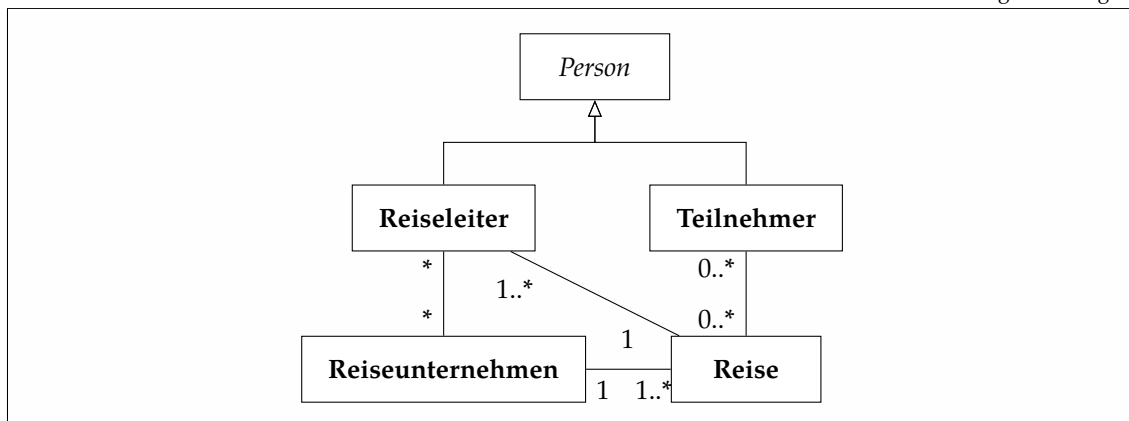 Person
Reiseleiter
Teilnehmer
* 0..*
1..*
* 0..*
1
Reiseunternehmen Reise
1 1..*